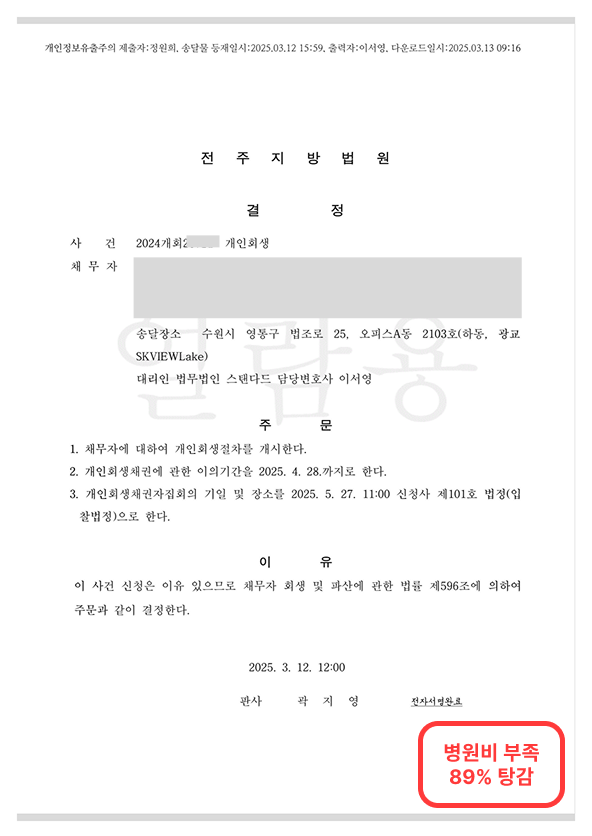 개인정보유출주의 제출자:정원희, 송달물 등재일시:2025.03.12 15:59, 출력자:이서영, 다운로드일시:2025.03.13 09:16
전 주 지 방 법 원
결 정
사 건 2024개회2 개인회생
채 무 자
송달장소 수원시 영통구 법조로 25, 오피스A동 2103호(하동, 광교
SKVIEWLake)
대리인 법무법인 스탠다드 담당변호사 이서영
열람용
주 문
1. 채무자에 대하여 개인회생절차를 개시한다.
2. 개인회생채권에 관한 이의기간을 2025. 4. 28.까지로 한다.
3. 개인회생채권자집회의 기일 및 장소를 2025. 5. 27. 11:00 신청사 제101호 법정(입
찰법정)으로 한다.
이 유
이 사건 신청은 이유 있으므로 채무자 회생 및 파산에 관한 법률 제596조에 의하여
주문과 같이 결정한다.
2025. 3. 12. 12:00
판사 곽 지 영 전자서명완료
병원비 부족
89% 탕감